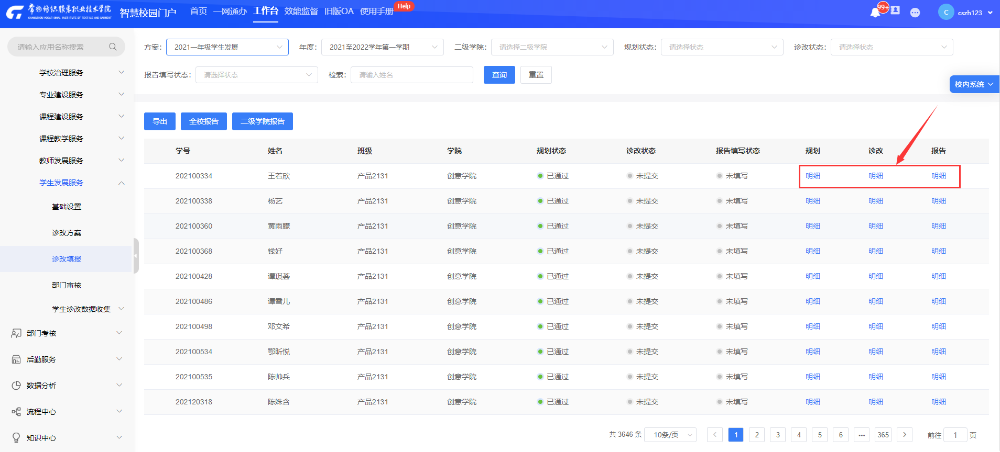 常州纺织服装职业技术学院
CHANGZHOU VOCATIONAL INSTITUTE OF TEXTILE AND GARMENT
智慧校园门户 首页 一网通办 工作台 效能监督 旧版OA 使用手册 Help 99+ C cszh123
请输入应用名称搜索
学校治理服务
专业建设服务
课程建设服务
课程教学服务
教师发展服务
学生发展服务
基础设置
诊改方案
诊改填报
部门审核
学生诊改数据收集
部门考核
后勤服务
数据分析
流程中心
知识中心
方案： 2021一年级学生发展 年度： 2021至2022学年第一学期 二级学院： 请选择二级学院 规划状态： 请选择状态 诊改状态： 请选择状态
报告填写状态： 请选择状态 检索： 请输入姓名 查询 重置
校内系统
导出 全校报告 二级学院报告
学号 姓名 班级 学院 规划状态 诊改状态 报告填写状态 规划 诊改 报告
202100334 王若欣 产品2131 创意学院 已通过 未提交 未填写 明细 明细 明细
202100338 杨艺 产品2131 创意学院 已通过 未提交 未填写 明细 明细 明细
202100360 黄雨朦 产品2131 创意学院 已通过 未提交 未填写 明细 明细 明细
202100368 钱好 产品2131 创意学院 已通过 未提交 未填写 明细 明细 明细
202100428 谭琪荟 产品2131 创意学院 已通过 未提交 未填写 明细 明细 明细
202100486 谭雪儿 产品2131 创意学院 已通过 未提交 未填写 明细 明细 明细
202100498 邓文希 产品2131 创意学院 已通过 未提交 未填写 明细 明细 明细
202100534 鄂昕悦 产品2131 创意学院 已通过 未提交 未填写 明细 明细 明细
202100535 陈帅兵 产品2131 创意学院 已通过 未提交 未填写 明细 明细 明细
202120318 陈姝含 产品2131 创意学院 已通过 未提交 未填写 明细 明细 明细
共 3646 条 10条/页 1 2 3 4 5 6 ••• 365 前往 1 页